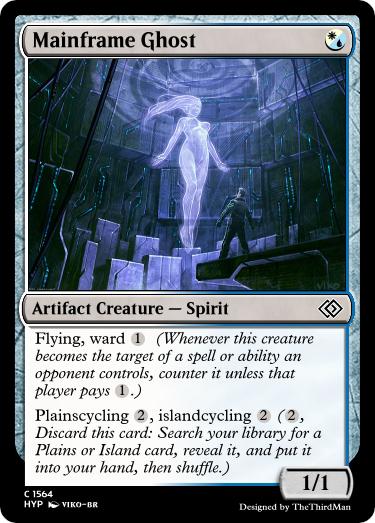 Mainframe Ghost
Artifact Creature — Spirit
Flying, ward 1 (Whenever this creature
becomes the target of a spell or ability an
opponent controls, counter it unless that
player pays 1.)
Plainscycling 2, islandcycling 2 (2,
Discard this card: Search your library for a
Plains or Island card, reveal it, and put it
into your hand, then shuffle.)
1/1
C 1564
HYP VIKO-BR
Designed by TheThirdMan
VIKO